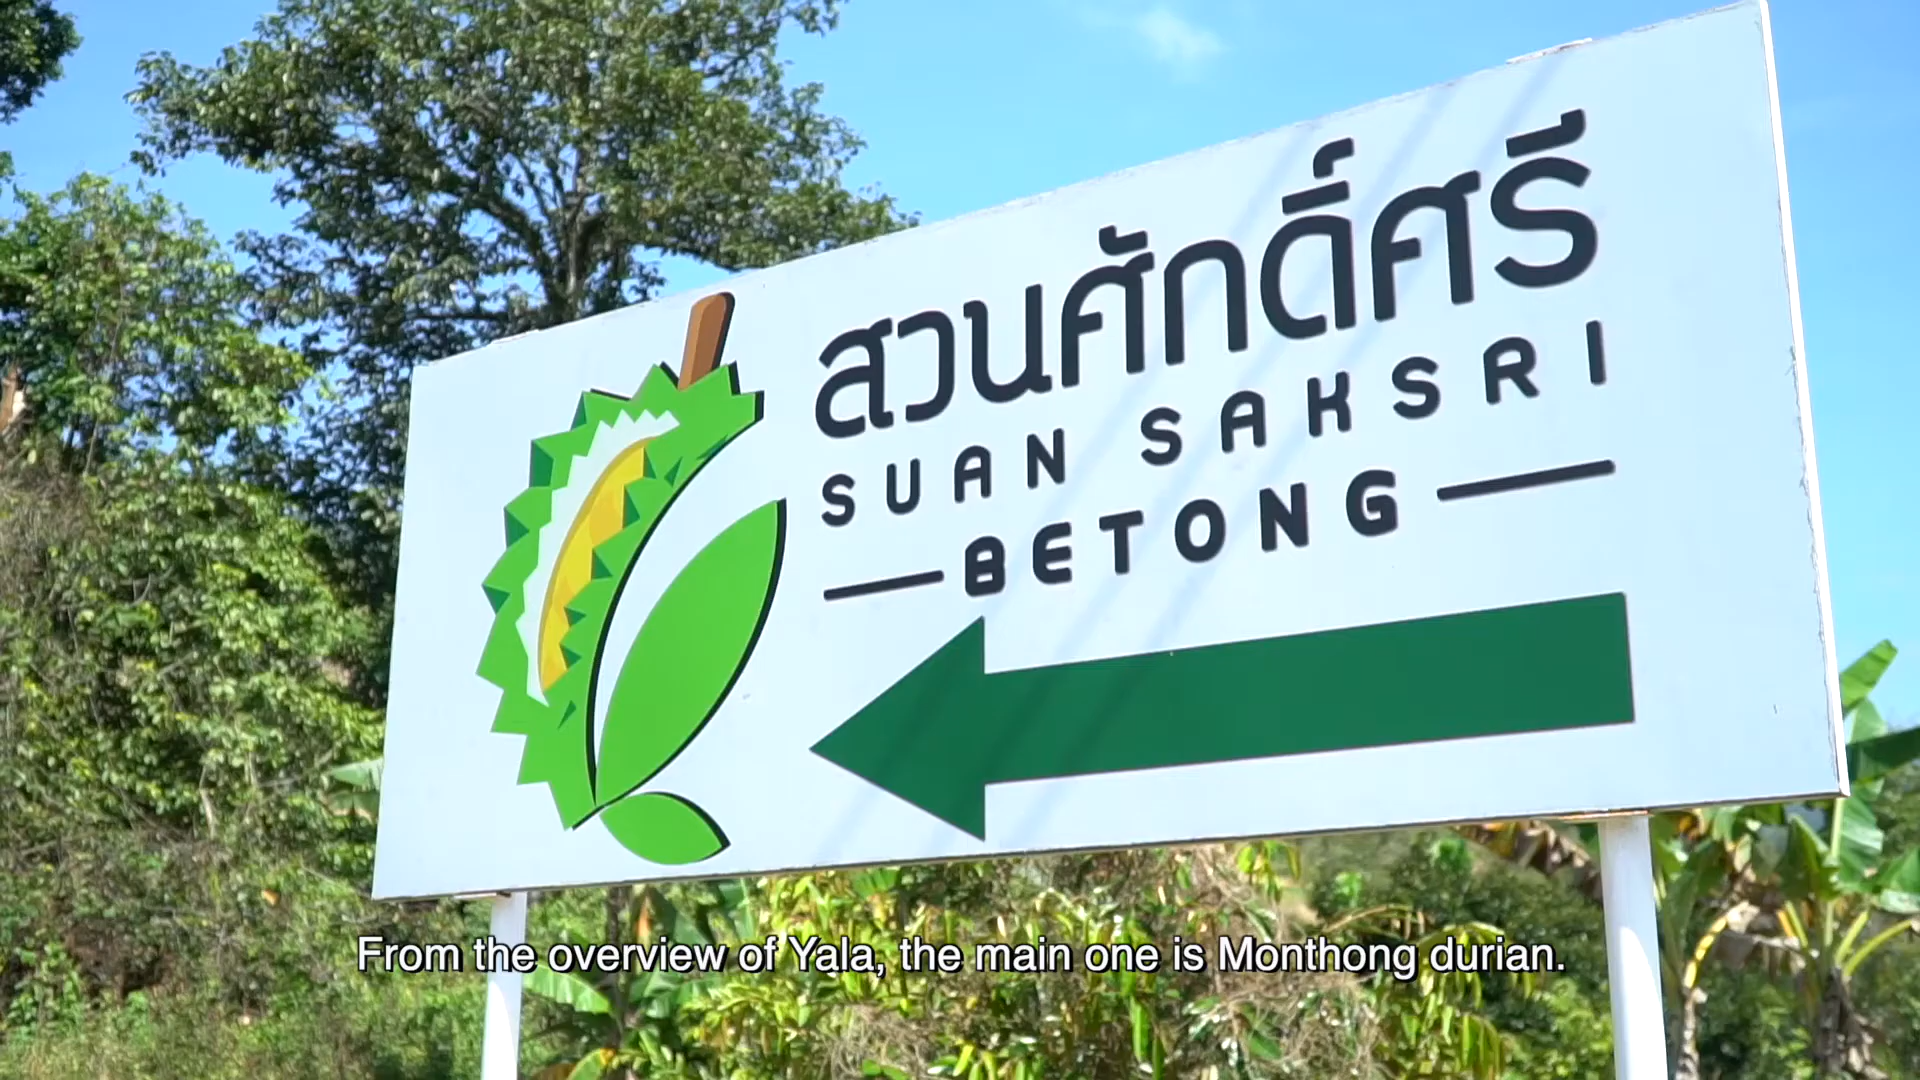 สวนศักดิ์ศรี
SUAN SAKSRI
BETONG
From the overview of Yala, the main one is Monthong durian.